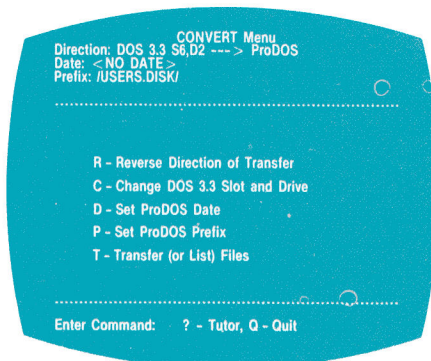 CONVERT Menu
Direction: DOS 3.3 S6,D2 ---> ProDOS
Date: <NO DATE>
Prefix: /USERS.DISK/
R – Reverse Direction of Transfer
C – Change DOS 3.3 Slot and Drive
D – Set ProDOS Date
P – Set ProDOS Prefix
T – Transfer (or List) Files
Enter Command: ? – Tutor, Q – Quit